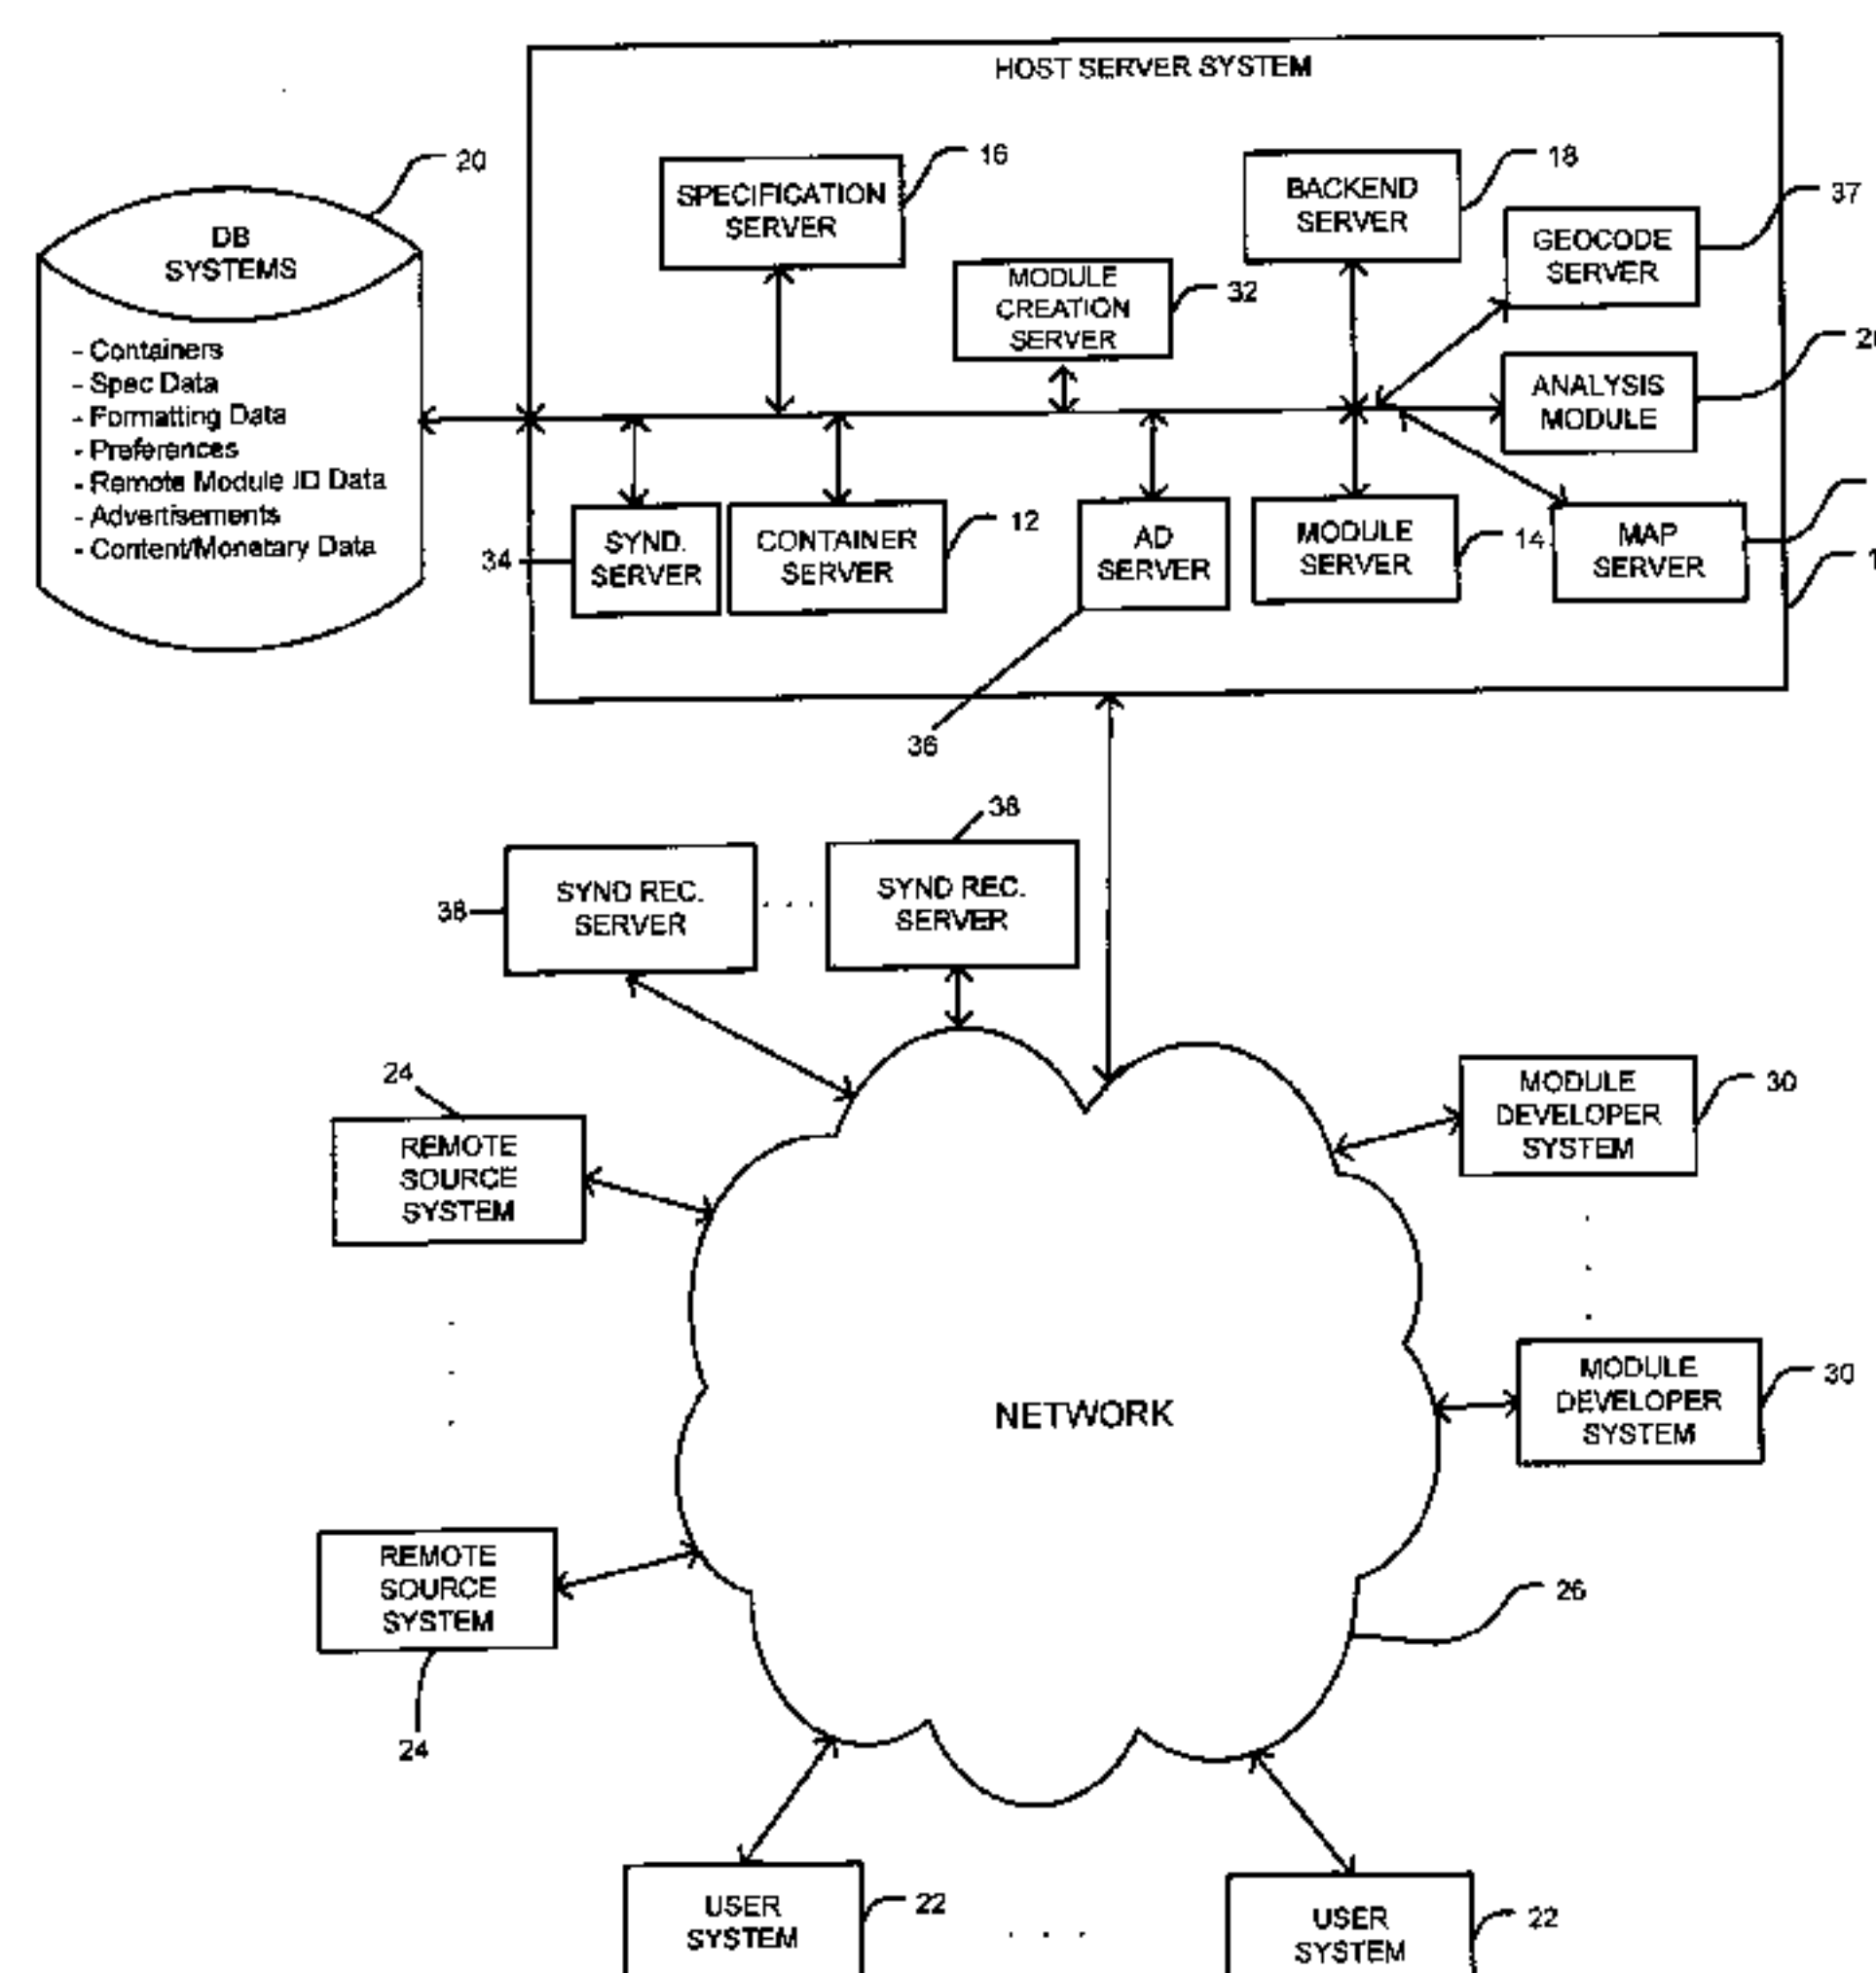 HOST SERVER SYSTEM
20
DB
SYSTEMS
- Containers
- Spec Data
- Formatting Data
- Preferences
- Remote Module ID Data
- Advertisements
- Content/Monetary Data
SPECIFICATION
SERVER
16
MODULE
CREATION
SERVER
32
BACKEND
SERVER
18
GEOCODE
SERVER
37
ANALYSIS
MODULE
34
SYND.
SERVER
CONTAINER
SERVER
12
AD
SERVER
36
MODULE
SERVER
14
MAP
SERVER
38
SYND REC.
SERVER
. . .
38
SYND REC.
SERVER
24
REMOTE
SOURCE
SYSTEM
MODULE
DEVELOPER
SYSTEM
30
NETWORK
MODULE
DEVELOPER
SYSTEM
30
REMOTE
SOURCE
SYSTEM
24
26
USER
SYSTEM
22
. . .
USER
SYSTEM
22